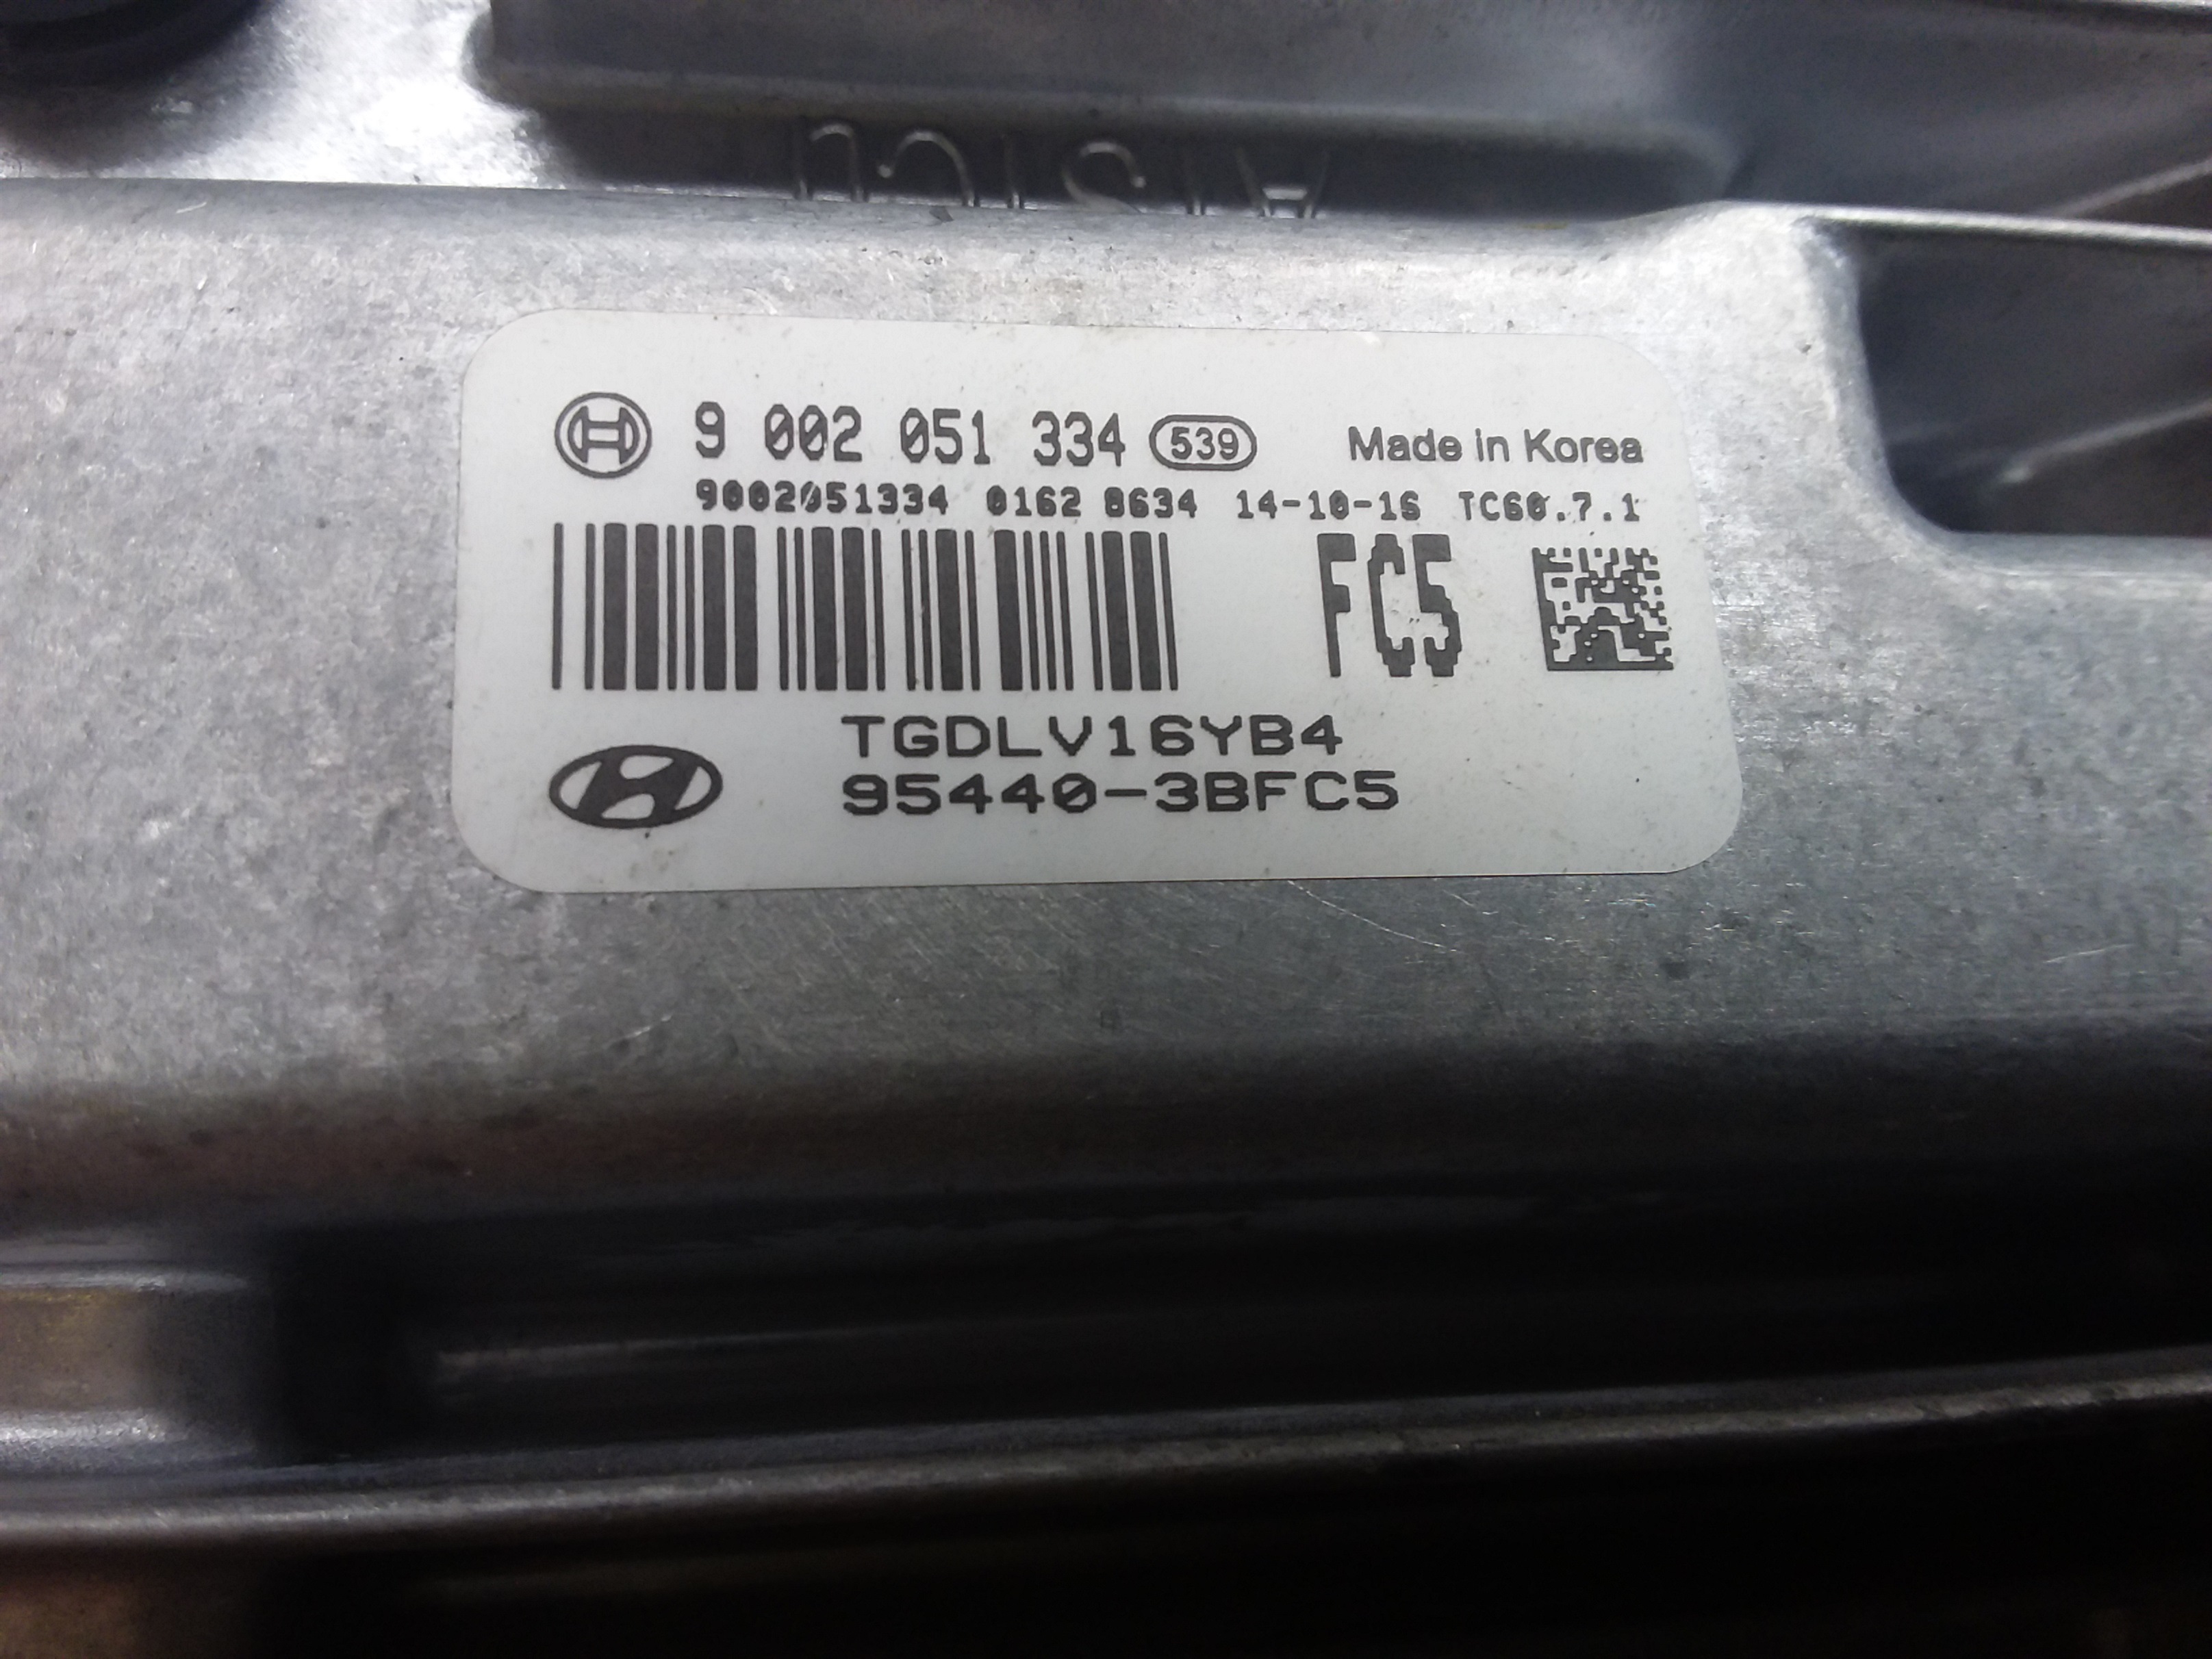 9 002 051 334 539 Made in Korea
9002051334 0162 8634 14-10-16 TC60.7.1
FC5
TGDLV16YB4
95440-3BFC5